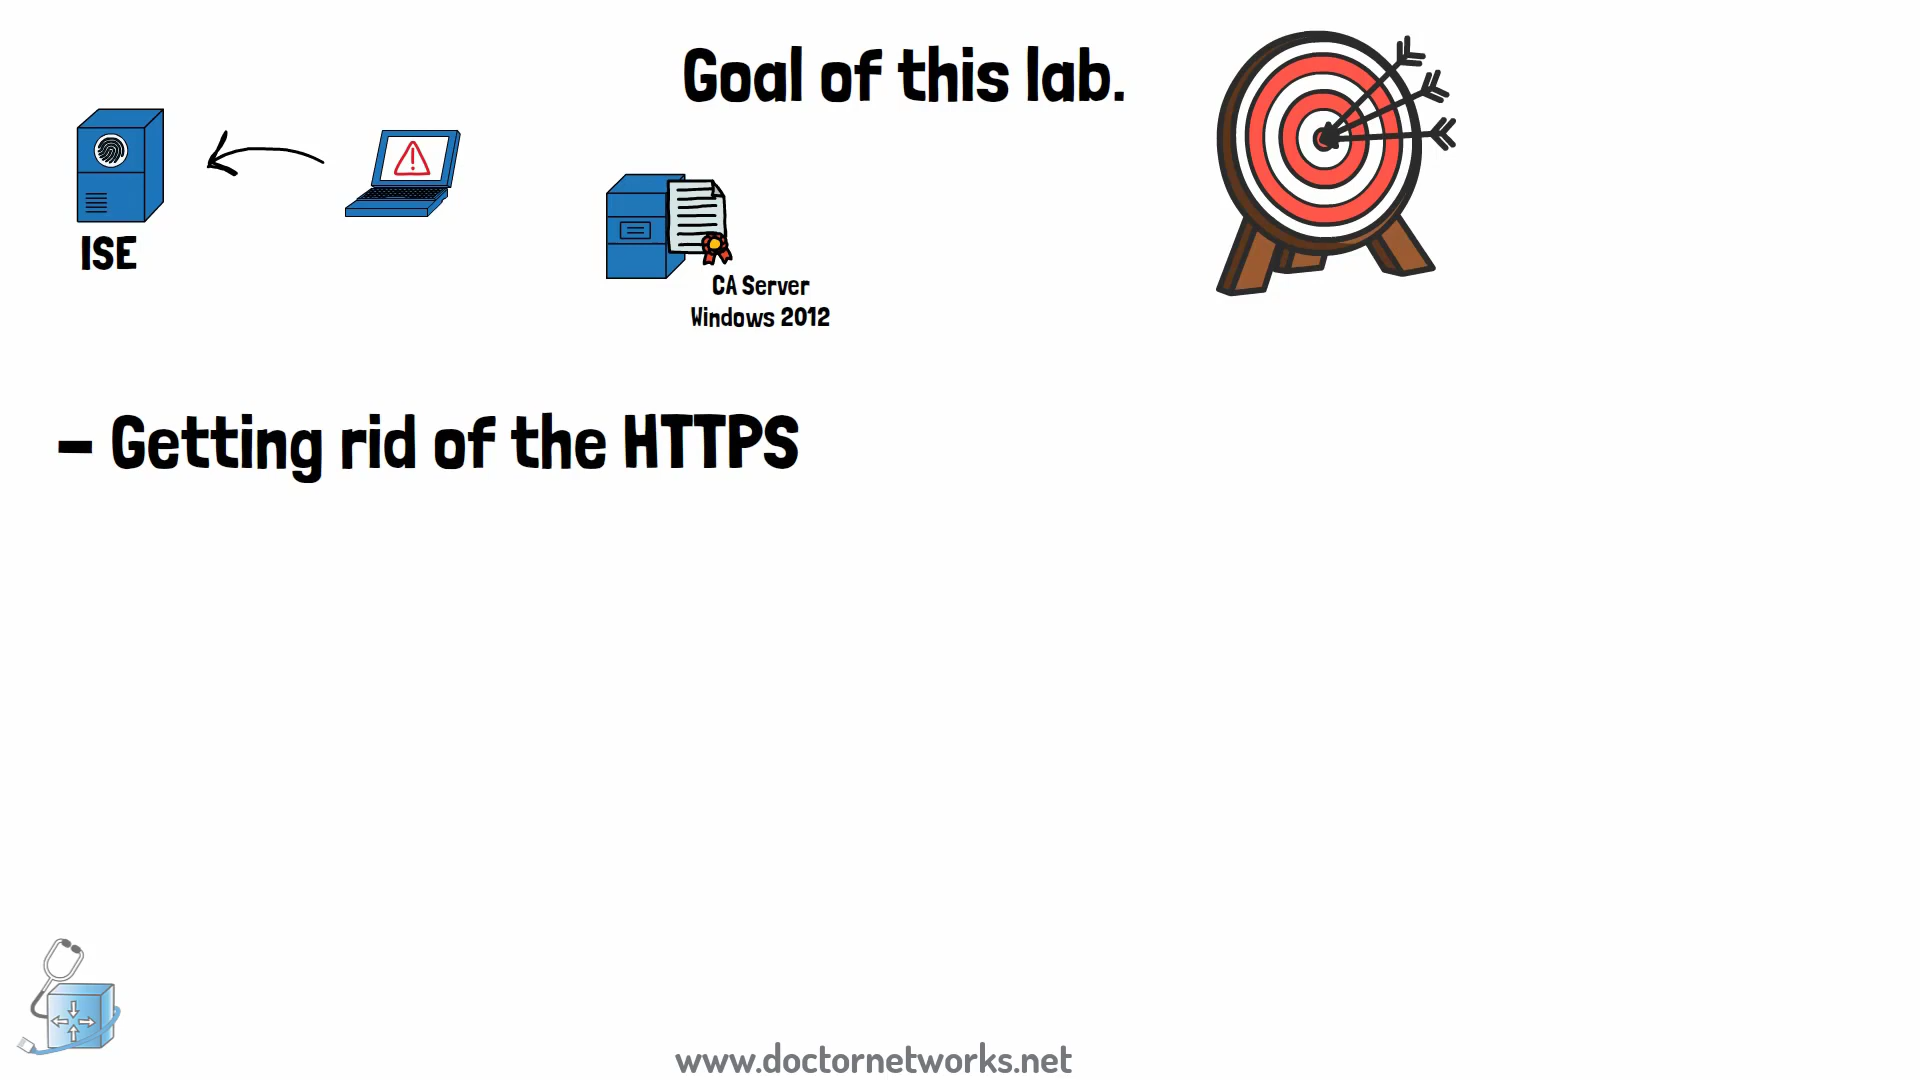 Goal of this lab.
ISE
CA Server
Windows 2012
- Getting rid of the HTTPS
www.doctornetworks.net